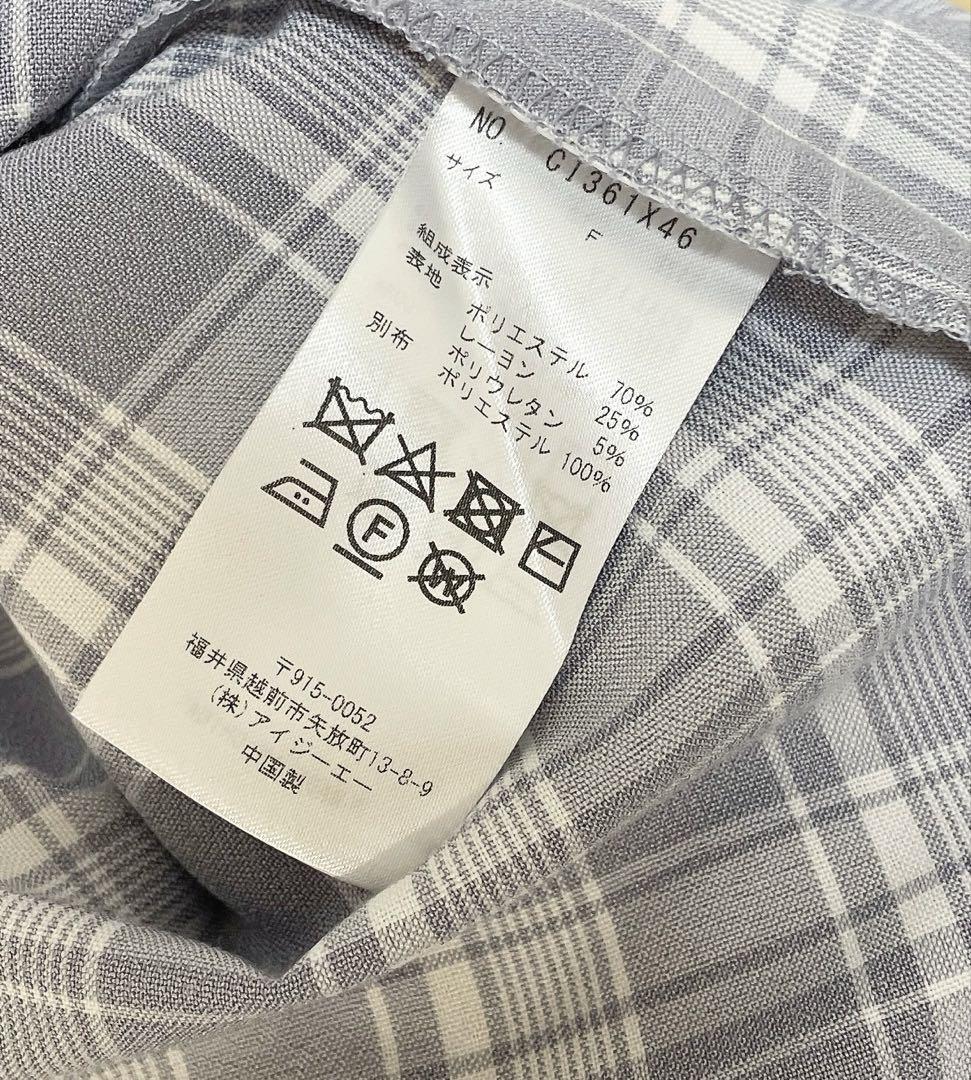 NO. CI361X46
サイズ F
組成表示
表地 ポリエステル 70%
レーヨン 25%
ポリウレタン 5%
別布 ポリエステル 100%
F
W
〒915-0052
福井県越前市矢放町13-8-9
(株)アイジーエー
中国製